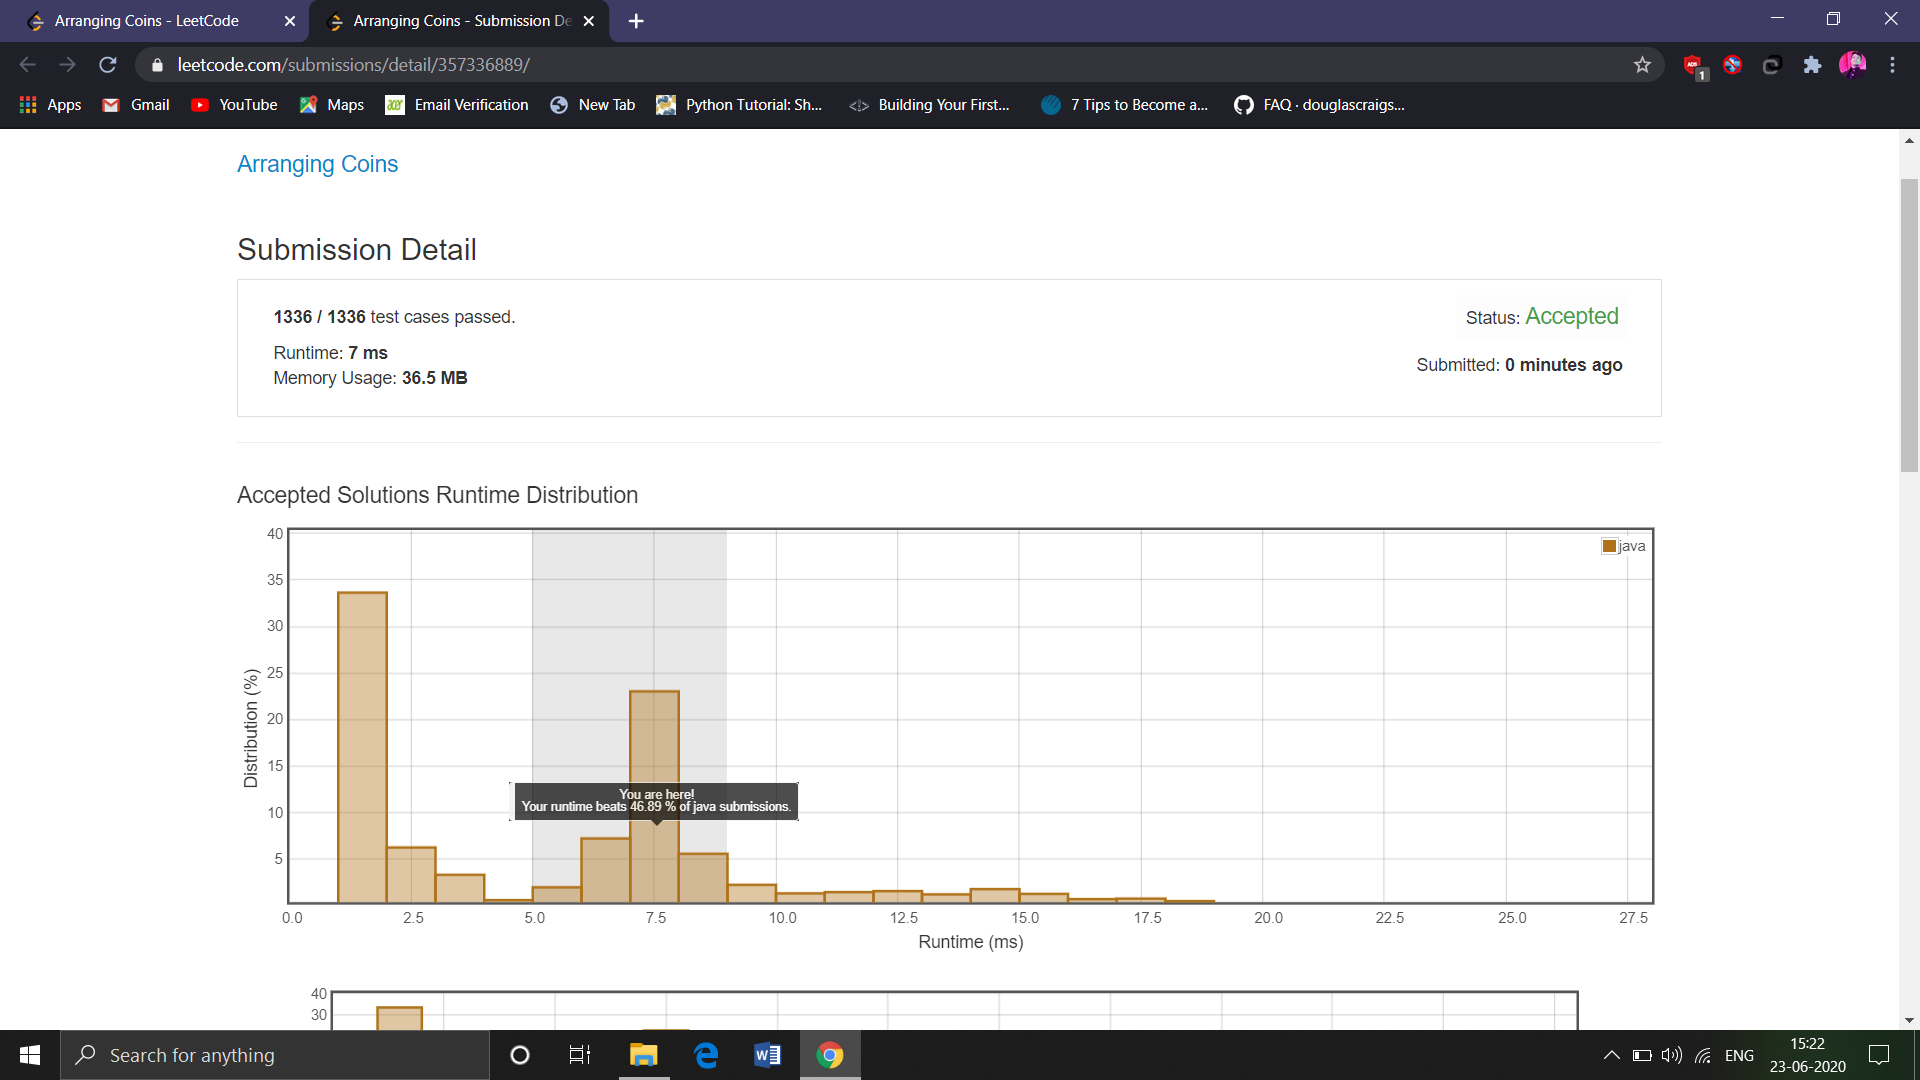 Arranging Coins - LeetCode
Arranging Coins - Submission De
leetcode.com/submissions/detail/357336889/
ADS
1
Apps
Gmail
YouTube
Maps
acer
Email Verification
New Tab
Python Tutorial: Sh...
Building Your First...
7 Tips to Become a...
FAQ · douglascraigs...
Arranging Coins
Submission Detail
1336 / 1336 test cases passed.
Status: Accepted
Runtime: 7 ms
Submitted: 0 minutes ago
Memory Usage: 36.5 MB
Accepted Solutions Runtime Distribution
40
java
35
30
25
20
15
10
5
Distribution (%)
You are here!
Your runtime beats 46.89 % of java submissions.
0.0 2.5 5.0 7.5 10.0 12.5 15.0 17.5 20.0 22.5 25.0 27.5
Runtime (ms)
40
30
Search for anything
ENG
15:22
23-06-2020